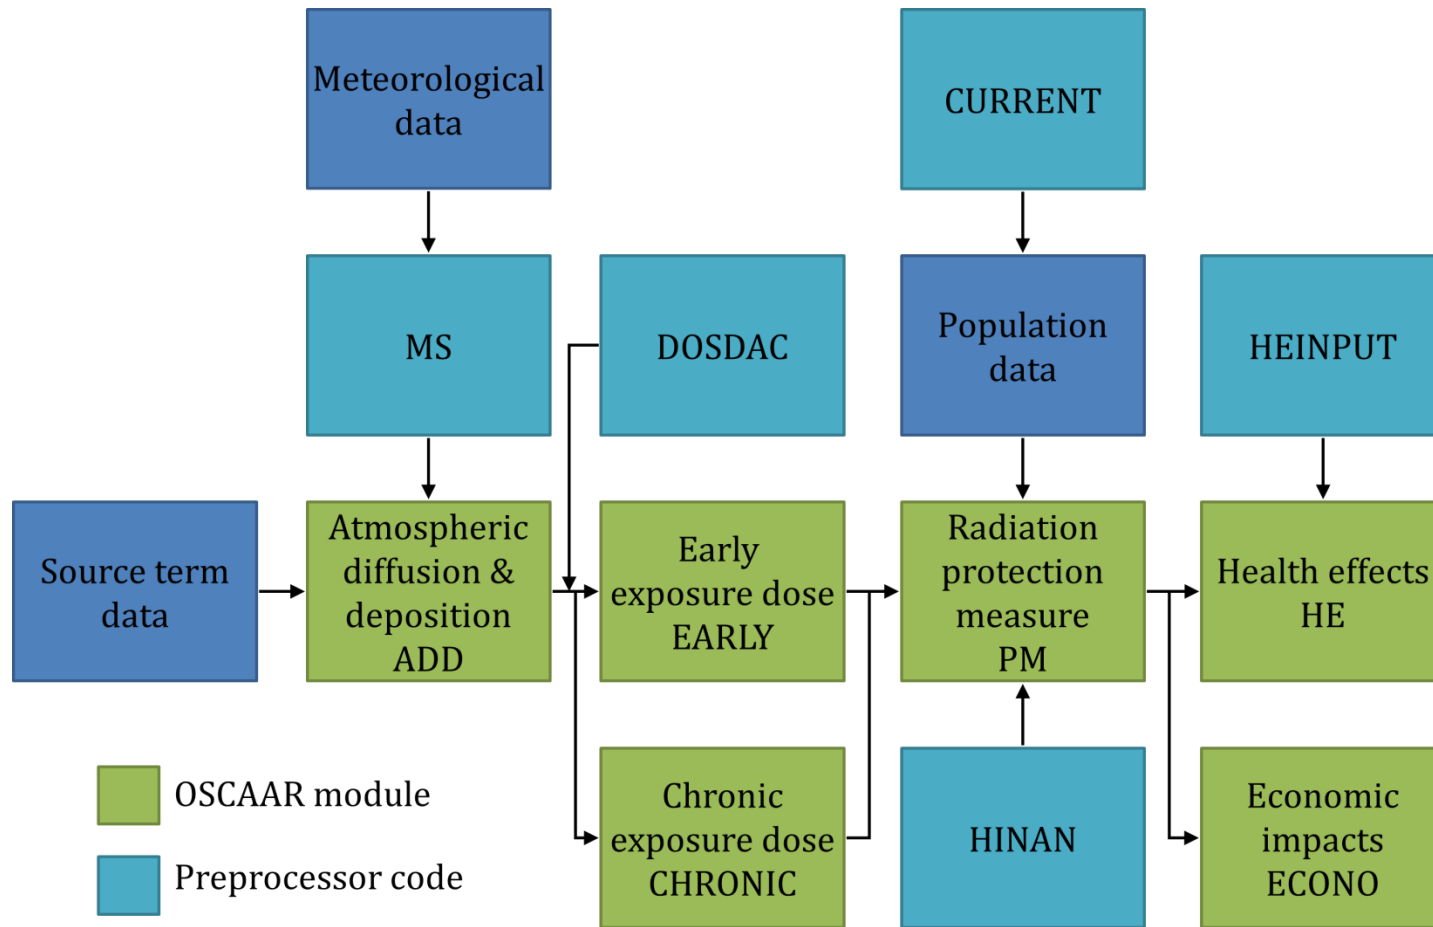 Meteorological
data
CURRENT
MS
DOSDAC
Population
data
HEINPUT
Source term
data
Atmospheric
diffusion &
deposition
ADD
Early
exposure dose
EARLY
Radiation
protection
measure
PM
Health effects
HE
OSCAAR module
Preprocessor code
Chronic
exposure dose
CHRONIC
HINAN
Economic
impacts
ECONO